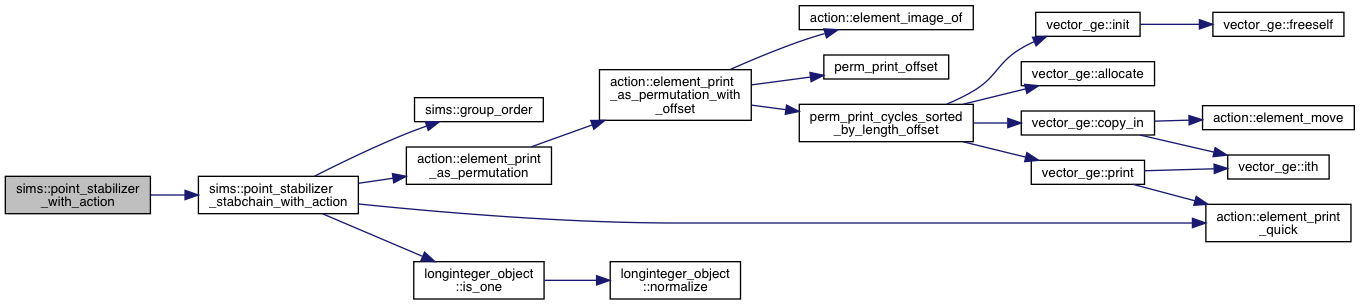 sims::point_stabilizer
_with_action
sims::point_stabilizer
_stabchain_with_action
sims::group_order
action::element_print
_as_permutation
longinteger_object
::is_one
action::element_print
_as_permutation_with
_offset
longinteger_object
::normalize
action::element_image_of
perm_print_offset
perm_print_cycles_sorted
_by_length_offset
vector_ge::init
vector_ge::allocate
vector_ge::copy_in
vector_ge::print
vector_ge::freeself
action::element_move
vector_ge::ith
action::element_print
_quick